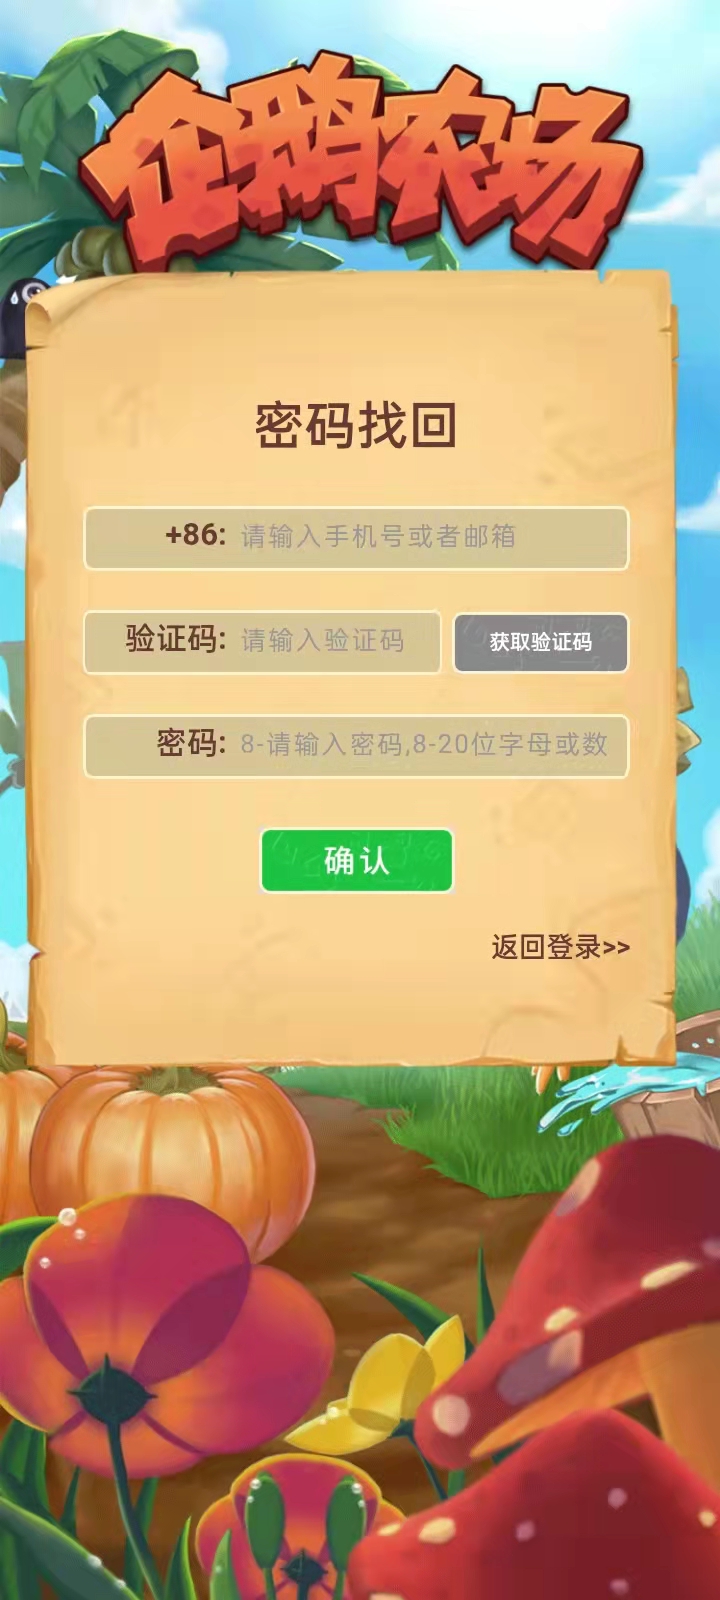 企鹅农场
密码找回
+86: 请输入手机号或者邮箱
验证码: 请输入验证码 获取验证码
密码: 8-请输入密码,8-20位字母或数
确认
返回登录>>